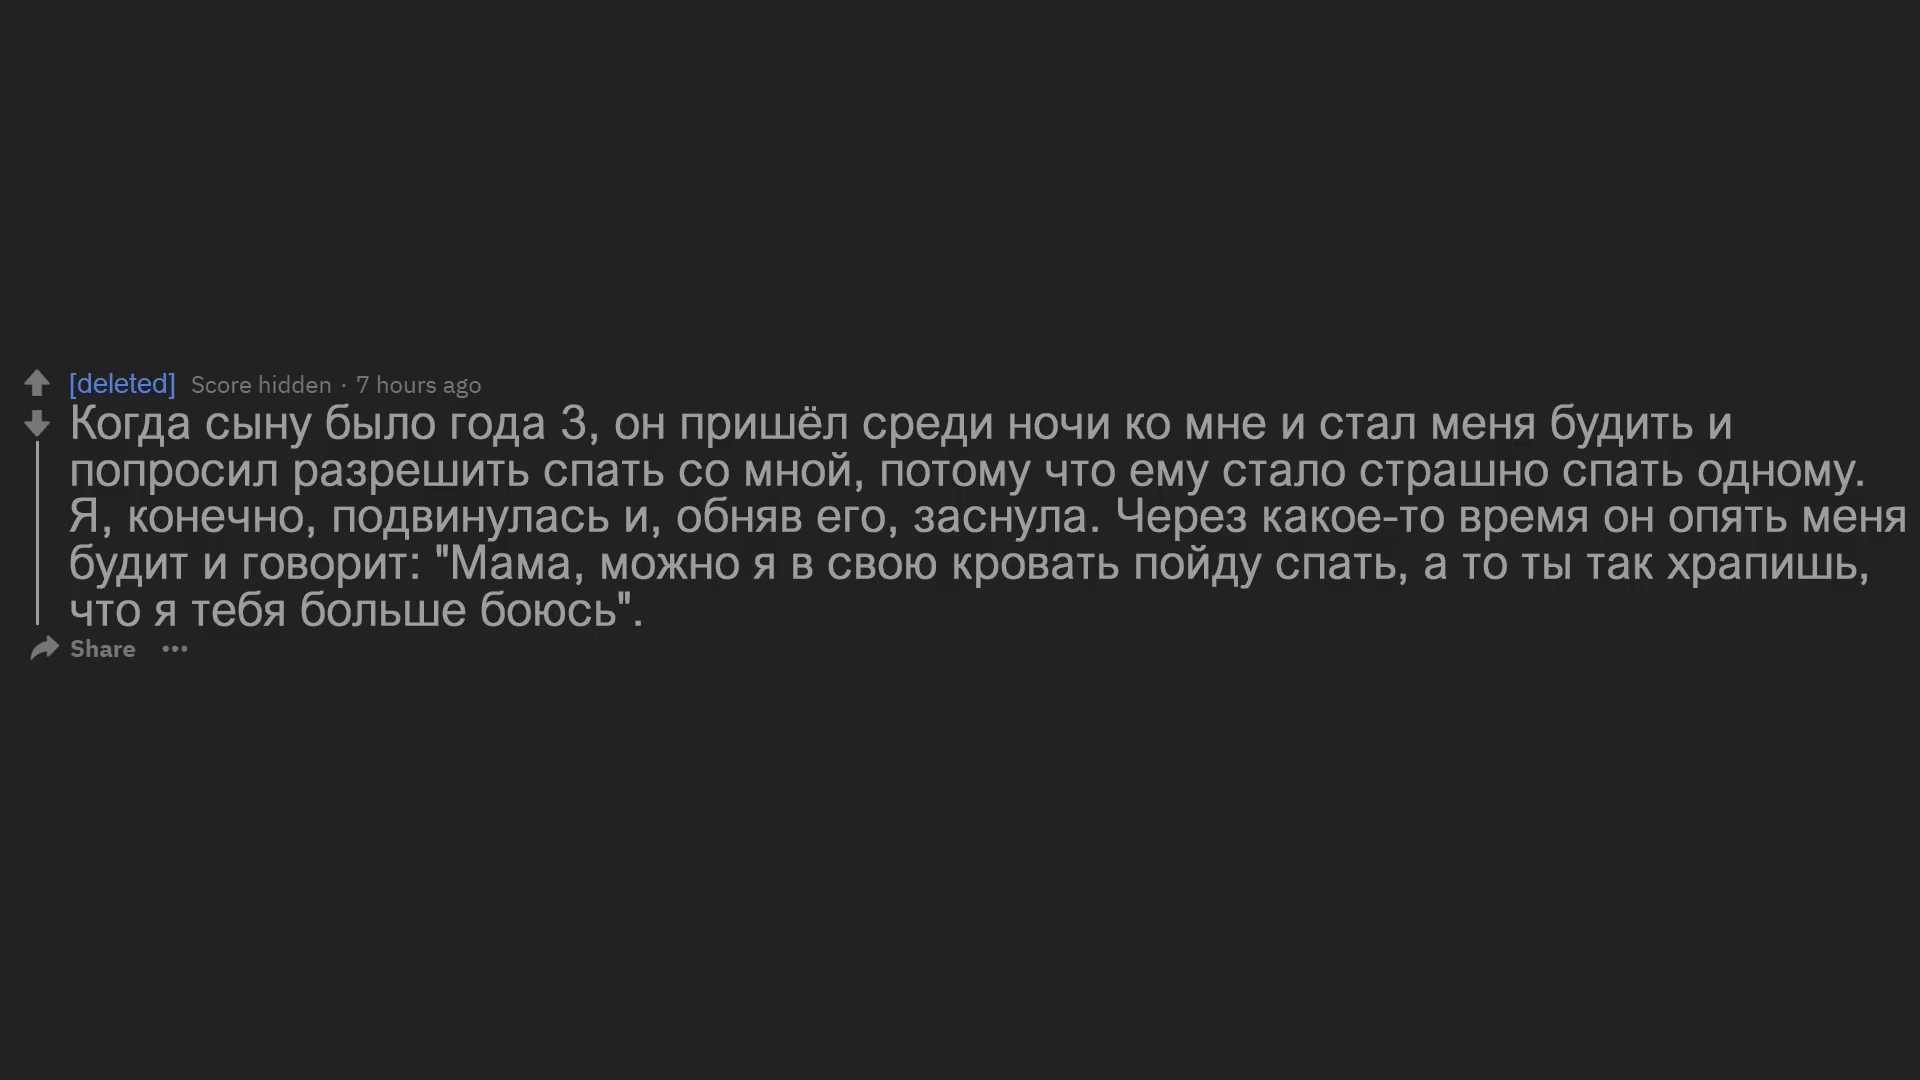 [deleted] Score hidden · 7 hours ago
Когда сыну было года 3, он пришёл среди ночи ко мне и стал меня будить и
попросил разрешить спать со мной, потому что ему стало страшно спать одному.
Я, конечно, подвинулась и, обняв его, заснула. Через какое-то время он опять меня
будит и говорит: "Мама, можно я в свою кровать пойду спать, а то ты так храпишь,
что я тебя больше боюсь".
Share ···